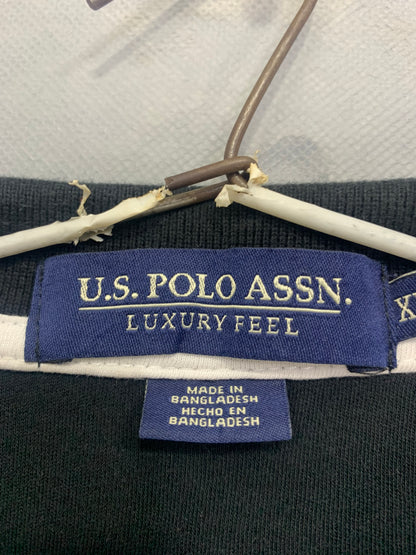 U.S. POLO ASSN.
LUXURY FEEL
X
MADE IN
BANGLADESH
HECHO EN
BANGLADESH